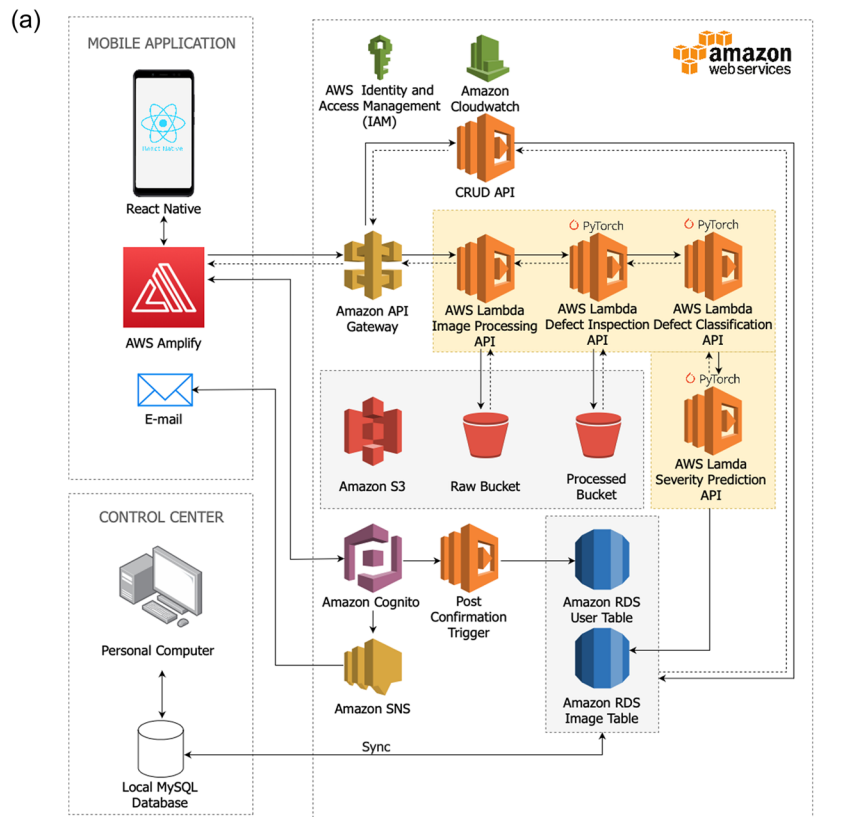 (a)
MOBILE APPLICATION
React Native
React Native
AWS Amplify
E-mail
CONTROL CENTER
Personal Computer
Local MySQL
Database
AWS Identity and
Access Management
(IAM)
Amazon
Cloudwatch
amazon
webservices
CRUD API
Amazon API
Gateway
AWS Lambda
Image Processing
API
PyTorch
AWS Lambda
Defect Inspection
API
PyTorch
AWS Lambda
Defect Classification
API
PyTorch
AWS Lamda
Severity Prediction
API
Amazon S3
Raw Bucket
Processed
Bucket
Amazon Cognito
Post
Confirmation
Trigger
Amazon RDS
User Table
Amazon RDS
Image Table
Amazon SNS
Sync